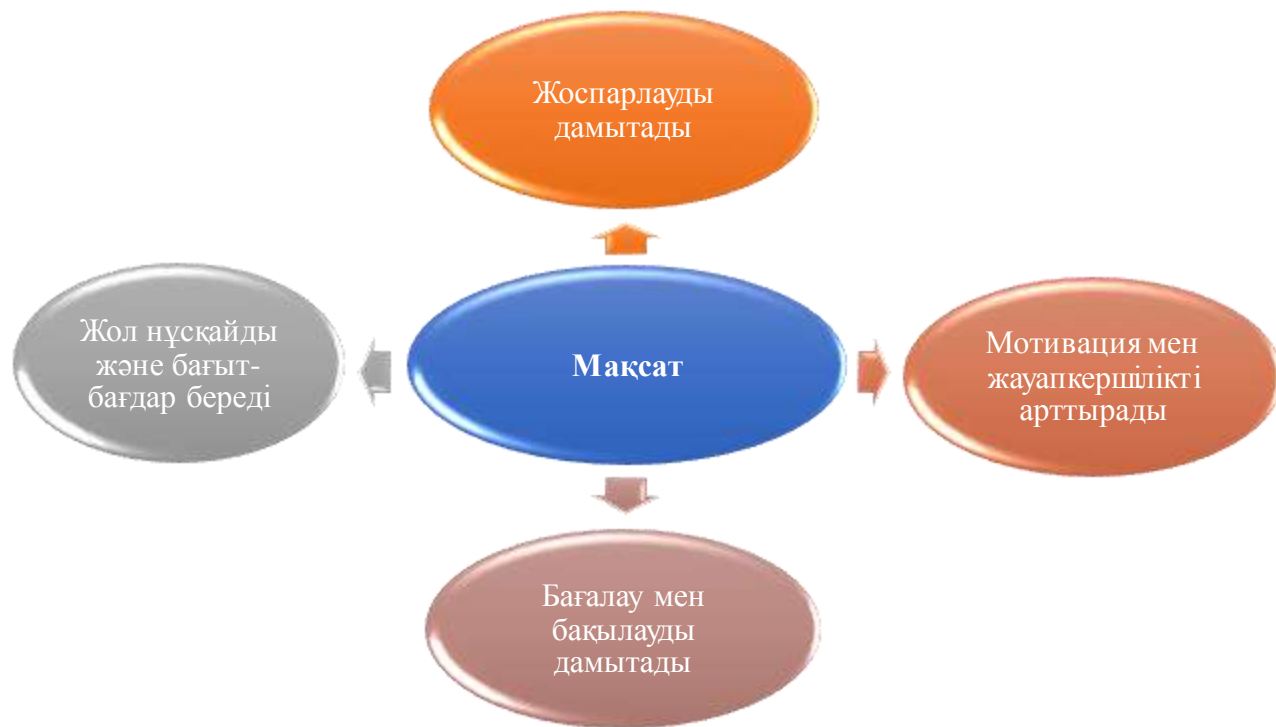 Жоспарлауды
дамытады
Жол нұсқайды
және бағыт-
бағдар береді
Мақсат
Мотивация мен
жауапкершілікті
арттырады
Бағалау мен
бақылауды
дамытады